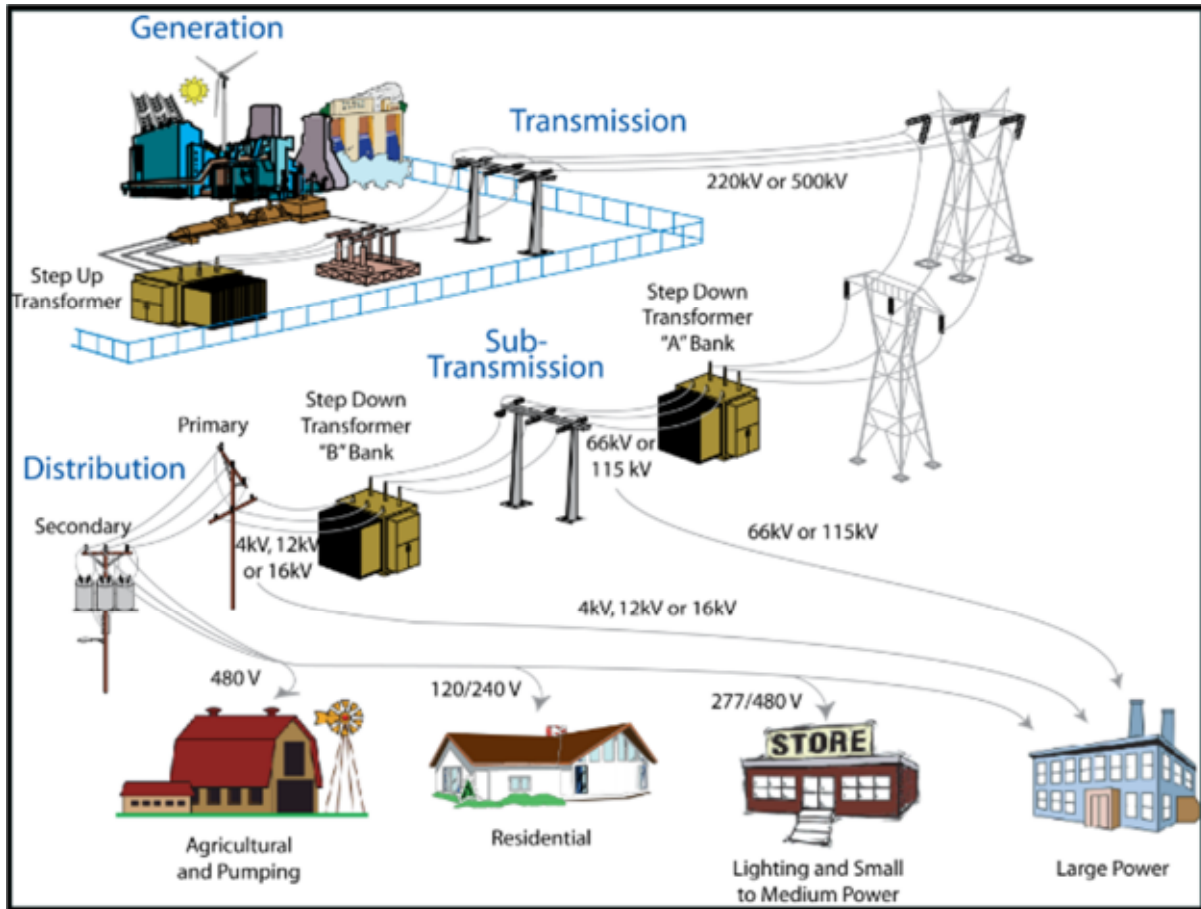 Generation
Transmission
220kV or 500kV
Step Up
Transformer
Step Down
Transformer
"A" Bank
Sub-
Transmission
Step Down
Transformer
"B" Bank
66kV or
115 kV
Primary
Distribution
Secondary
4kV, 12kV
or 16kV
66kV or 115kV
4kV, 12kV or 16kV
480 V
120/240 V
277/480 V
STORE
Agricultural
and Pumping
Residential
Lighting and Small
to Medium Power
Large Power